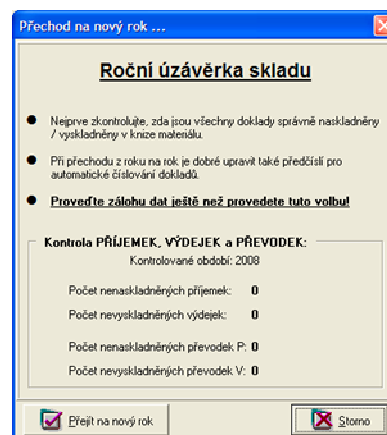 Přechod na nový rok ...
Roční úzávěrka skladu
Nejprve zkontrolujte, zda jsou všechny doklady správně naskladněny
/ vyskladněny v knize materiálu.
Při přechodu z roku na rok je dobré upravit také předčíslí pro
automatické číslování dokladů.
Proveďte zálohu dat ještě než provedete tuto volbu!
Kontrola PŘÍJEMEK, VÝDEJEK a PŘEVODEK:
Kontrolované období: 2008
Počet nenaskladněných příjemek: 0
Počet nevyskladněných výdejek: 0
Počet nenaskladněných převodek P: 0
Počet nevyskladněných převodek V: 0
Přejít na nový rok
Storno